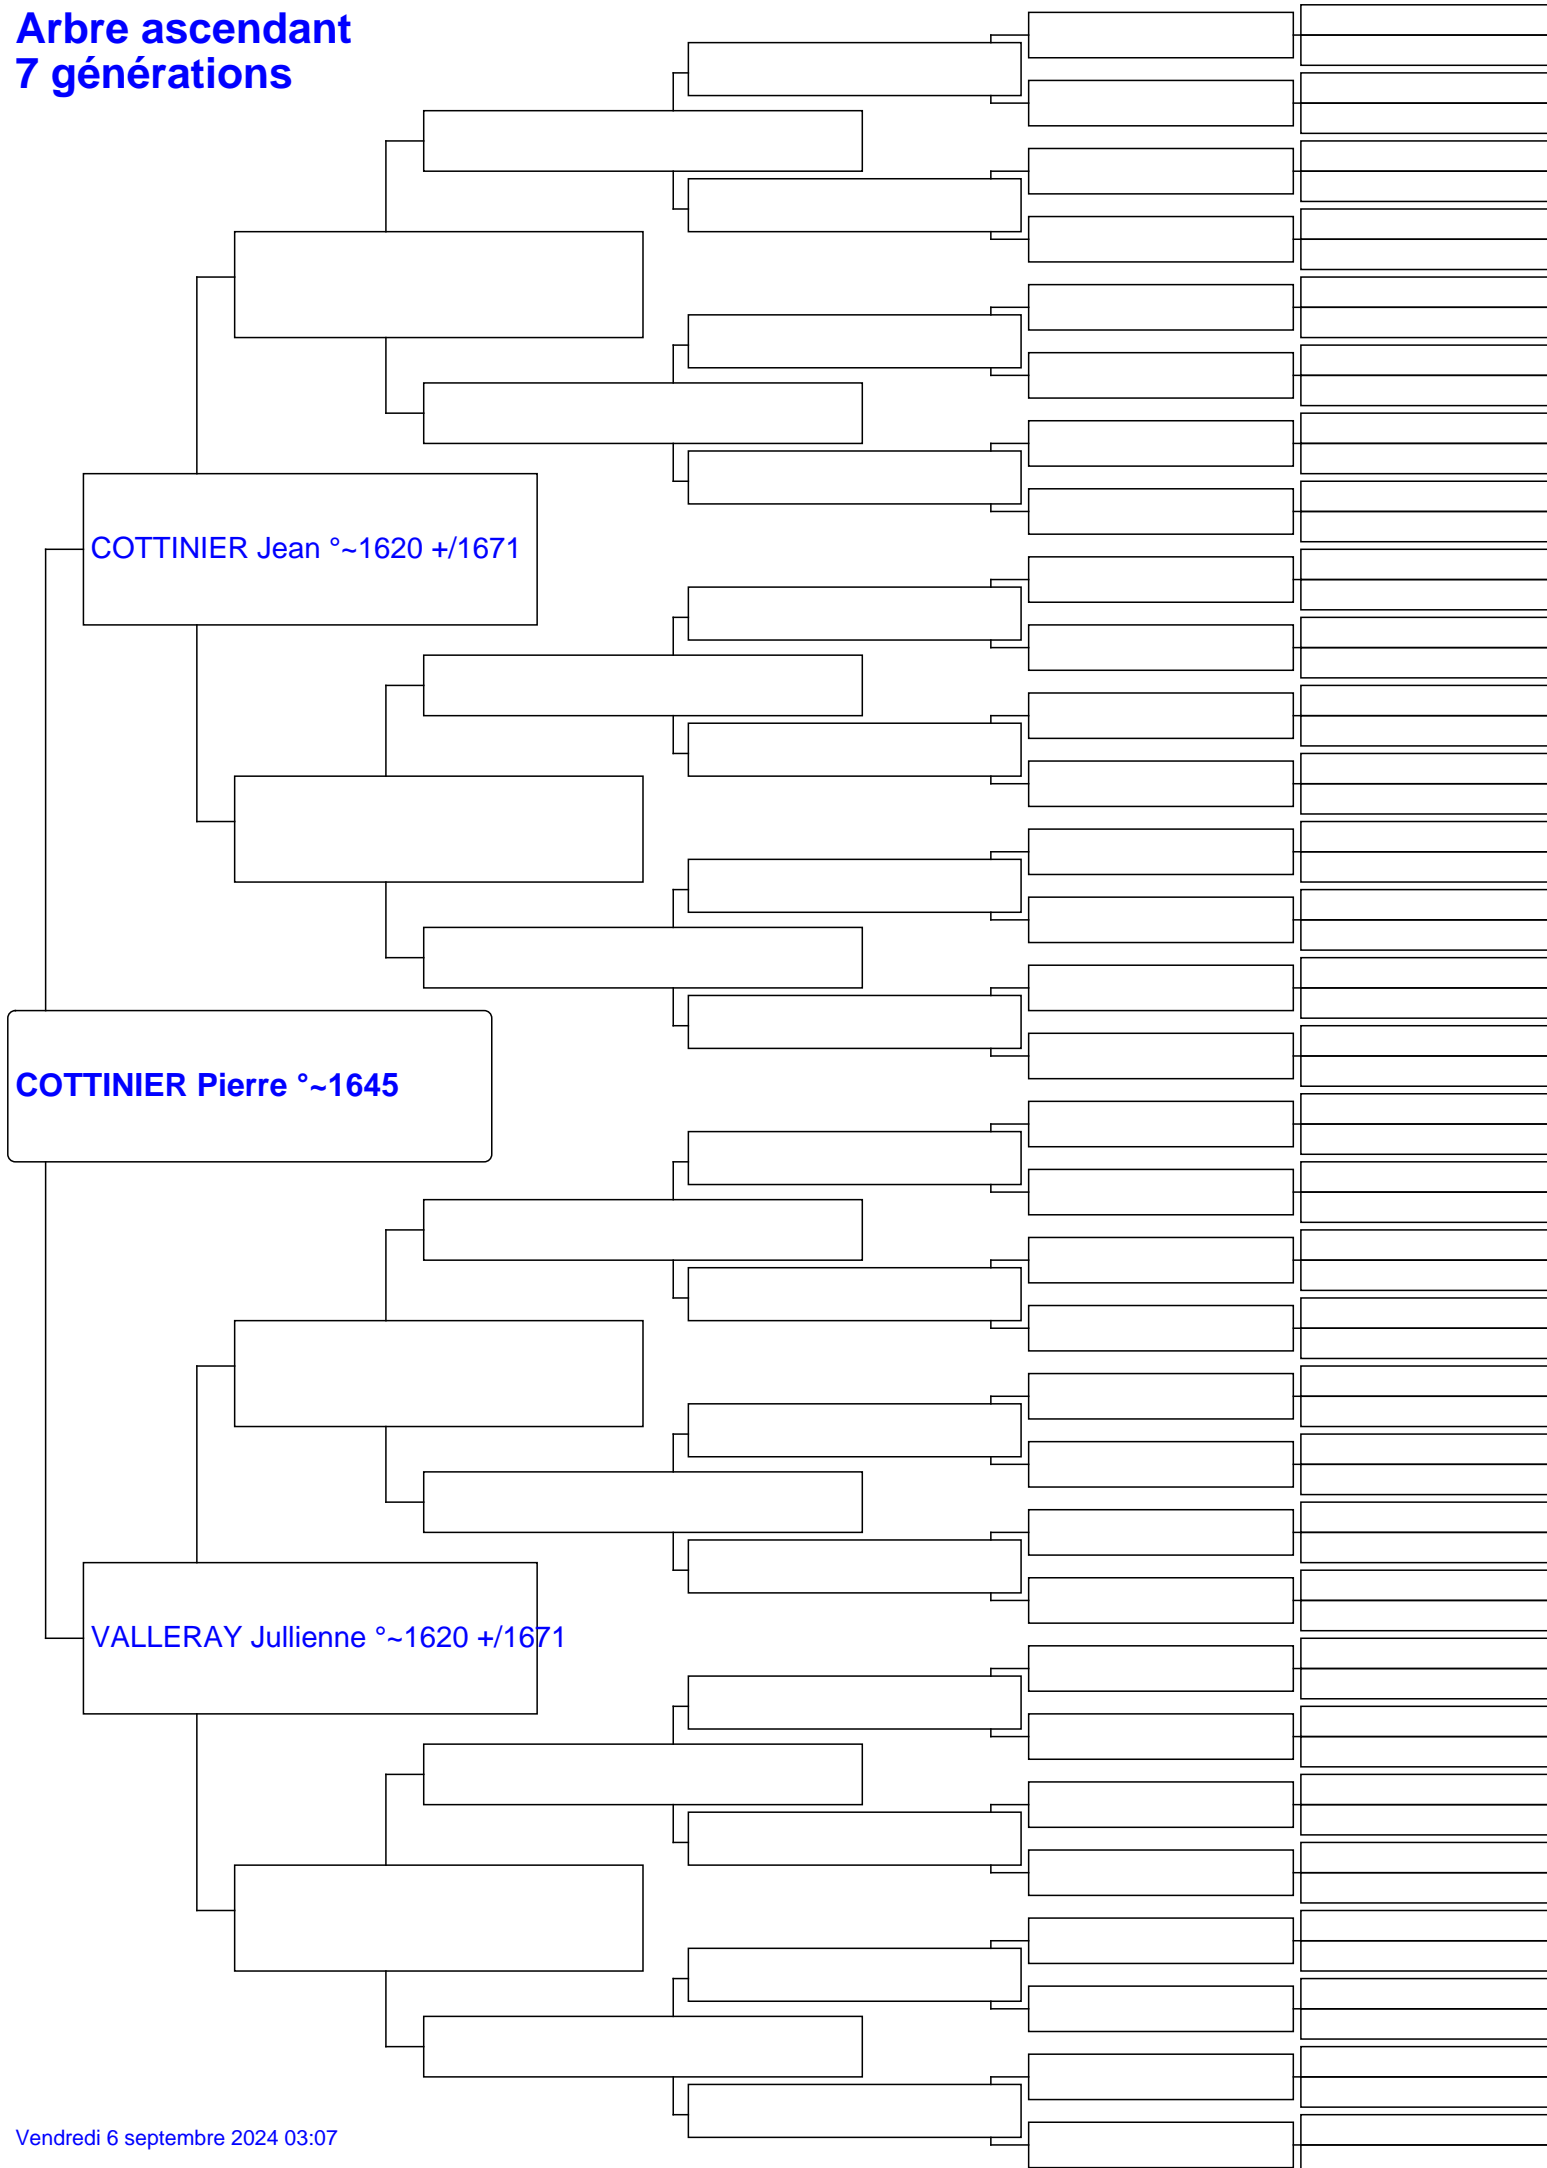 Arbre ascendant
7 générations
COTTINIER Jean °~1620 +/1671
COTTINIER Pierre °~1645
VALLERAY Jullienne °~1620 +/1671
Vendredi 6 septembre 2024 03:07